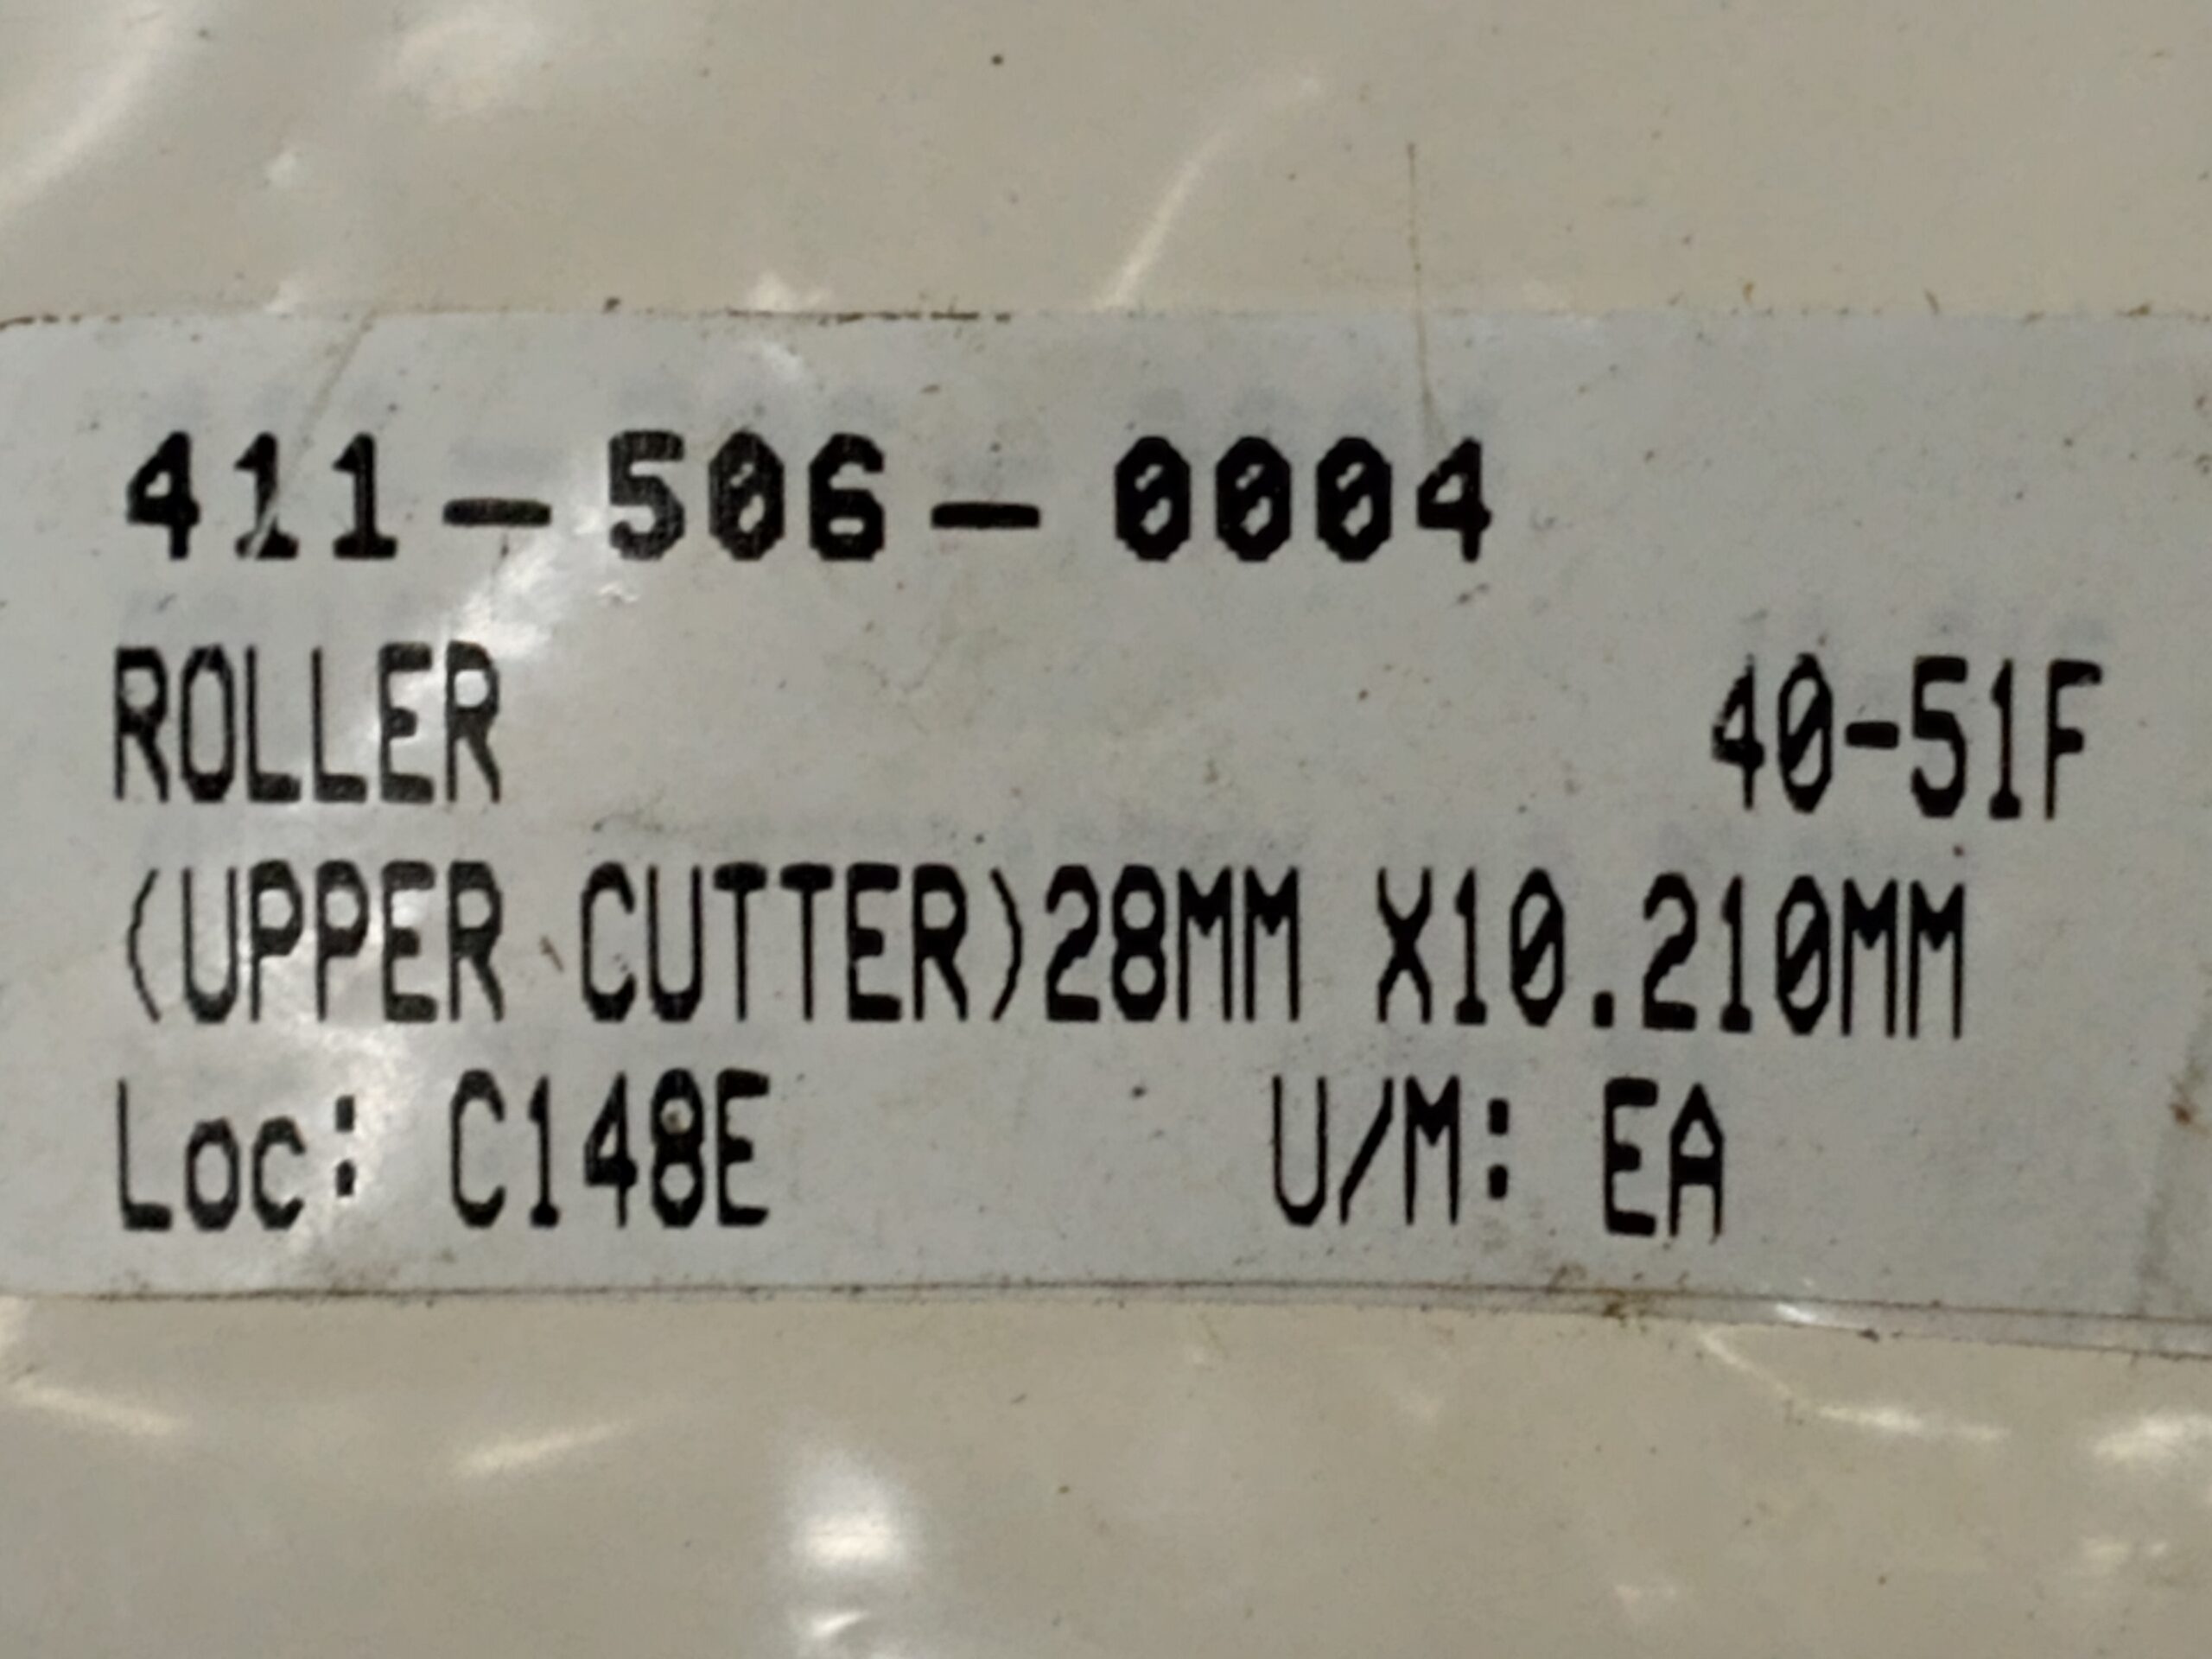 411-506-0004
ROLLER 40-51F
(UPPER CUTTER)28MM X10.210MM
Loc: C148E U/M: EA